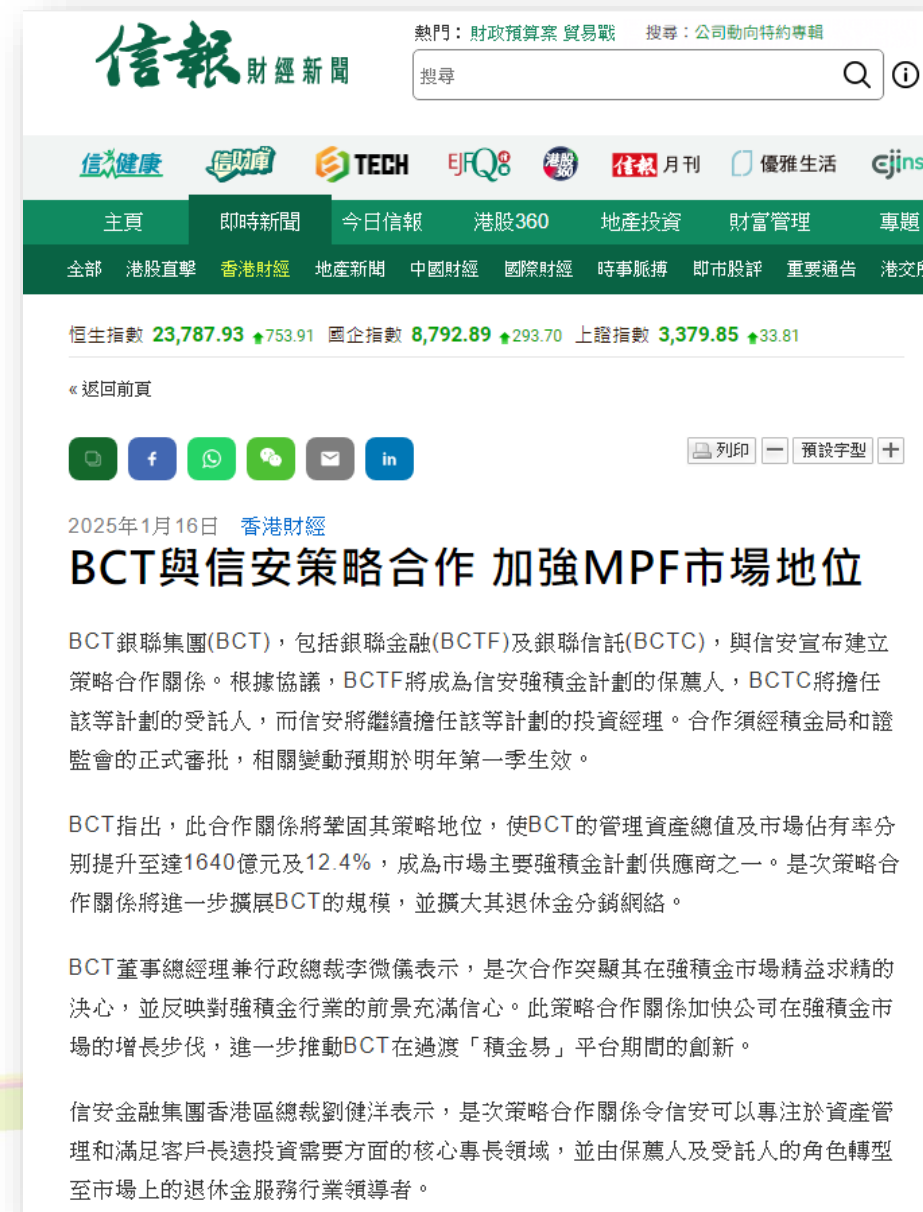 信報 財經新聞
熱門：財政預算案 貿易戰 搜尋：公司動向特約專輯
搜尋
信健康 信財庫 TECH EJFQ 港股360 信報月刊 優雅生活 ejins
主頁 即時新聞 今日信報 港股360 地產投資 財富管理 專題
全部 港股直擊 香港財經 地產新聞 中國財經 國際財經 時事脈搏 即市股評 重要通告 港交所
恒生指數 23,787.93 753.91 國企指數 8,792.89 293.70 上證指數 3,379.85 33.81
« 返回前頁
列印 預設字型
2025年1月16日 香港財經
BCT與信安策略合作 加強MPF市場地位
BCT銀聯集團(BCT)，包括銀聯金融(BCTF)及銀聯信託(BCTC)，與信安宣布建立
策略合作關係。根據協議，BCTF將成為信安強積金計劃的保薦人，BCTC將擔任
該等計劃的受託人，而信安將繼續擔任該等計劃的投資經理。合作須經積金局和證
監會的正式審批，相關變動預期於明年第一季生效。
BCT指出，此合作關係將鞏固其策略地位，使BCT的管理資產總值及市場佔有率分
別提升至達1640億元及12.4%，成為市場主要強積金計劃供應商之一。是次策略合
作關係將進一步擴展BCT的規模，並擴大其退休金分銷網絡。
BCT董事總經理兼行政總裁李微儀表示，是次合作突顯其在強積金市場精益求精的
決心，並反映對強積金行業的前景充滿信心。此策略合作關係加快公司在強積金市
場的增長步伐，進一步推動BCT在過渡「積金易」平台期間的創新。
信安金融集團香港區總裁劉健洋表示，是次策略合作關係令信安可以專注於資產管
理和滿足客戶長遠投資需要方面的核心專長領域，並由保薦人及受託人的角色轉型
至市場上的退休金服務行業領導者。